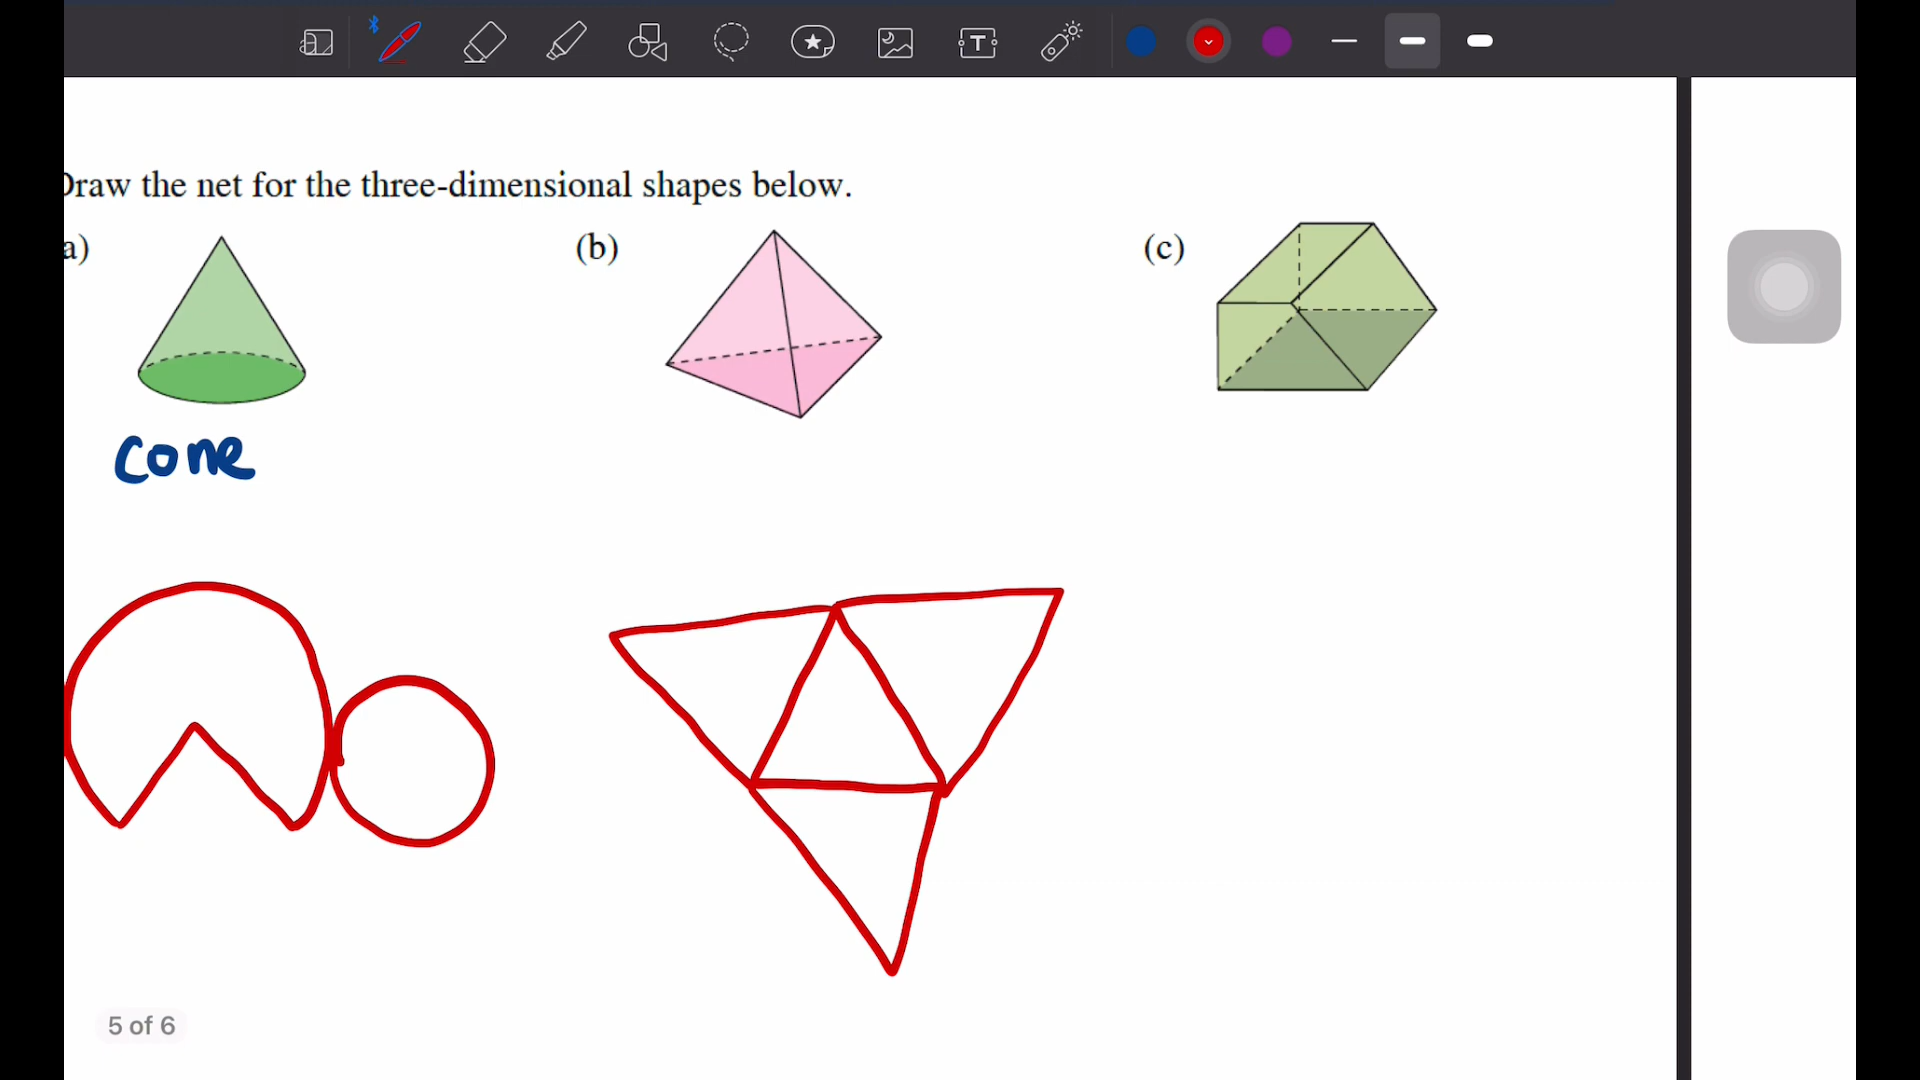 T
Draw the net for the three-dimensional shapes below.
a)
(b)
(c)
cone
5 of 6